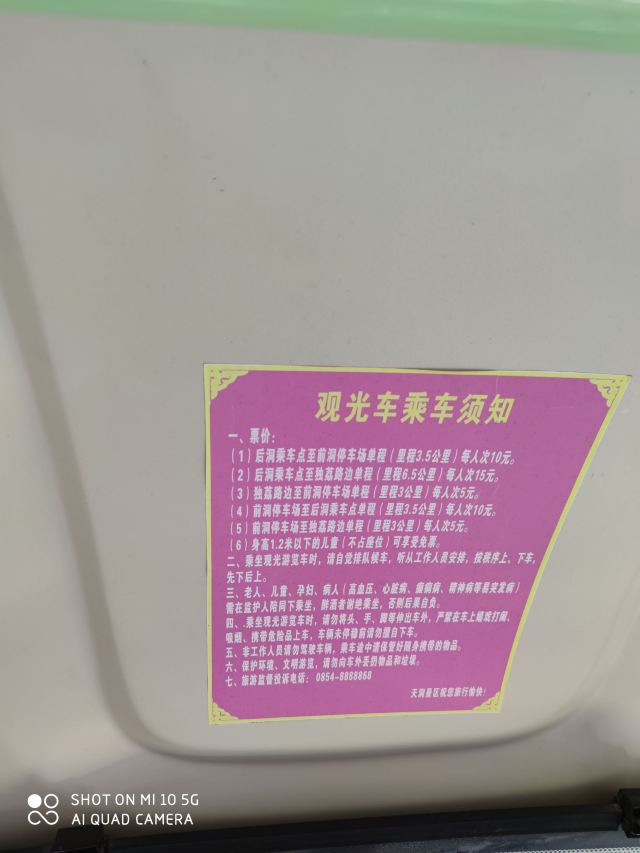 观光车乘车须知
一、票价：
（1）后洞乘车点至前洞停车场单程（里程3.5公里）每人次10元。
（2）后洞乘车点至独荔路边单程（里程6.5公里）每人次15元。
（3）独荔路边至前洞停车场单程（里程3公里）每人次5元。
（4）前洞停车场至后洞乘车点单程（里程3.5公里）每人次10元。
（5）前洞停车场至独荔路边单程（里程3公里）每人次5元。
（6）身高1.2米以下的儿童（不占座位）可享受免票。
二、乘坐观光游览车时，请自觉排队候车，听从工作人员安排，按秩序上、下车，
先下后上。
三、老人、儿童、孕妇、病人（高血压、心脏病、癫痫病、精神病等易突发病）
需在监护人陪同下乘坐，醉酒者谢绝乘坐，否则后果自负。
四、乘坐观光游览车时，请勿将头、手、脚等伸出车外，严禁在车上嬉戏打闹、
吸烟、携带危险品上车，车辆未停稳前请勿擅自下车。
五、非工作人员请勿驾驶车辆，乘车途中请保管好随身携带的物品。
六、保护环境、文明游览，请勿向车外丢扔物品和垃圾。
七、旅游监督投诉电话：0854-8888868
天洞景区祝您旅行愉快！
SHOT ON MI 10 5G
AI QUAD CAMERA